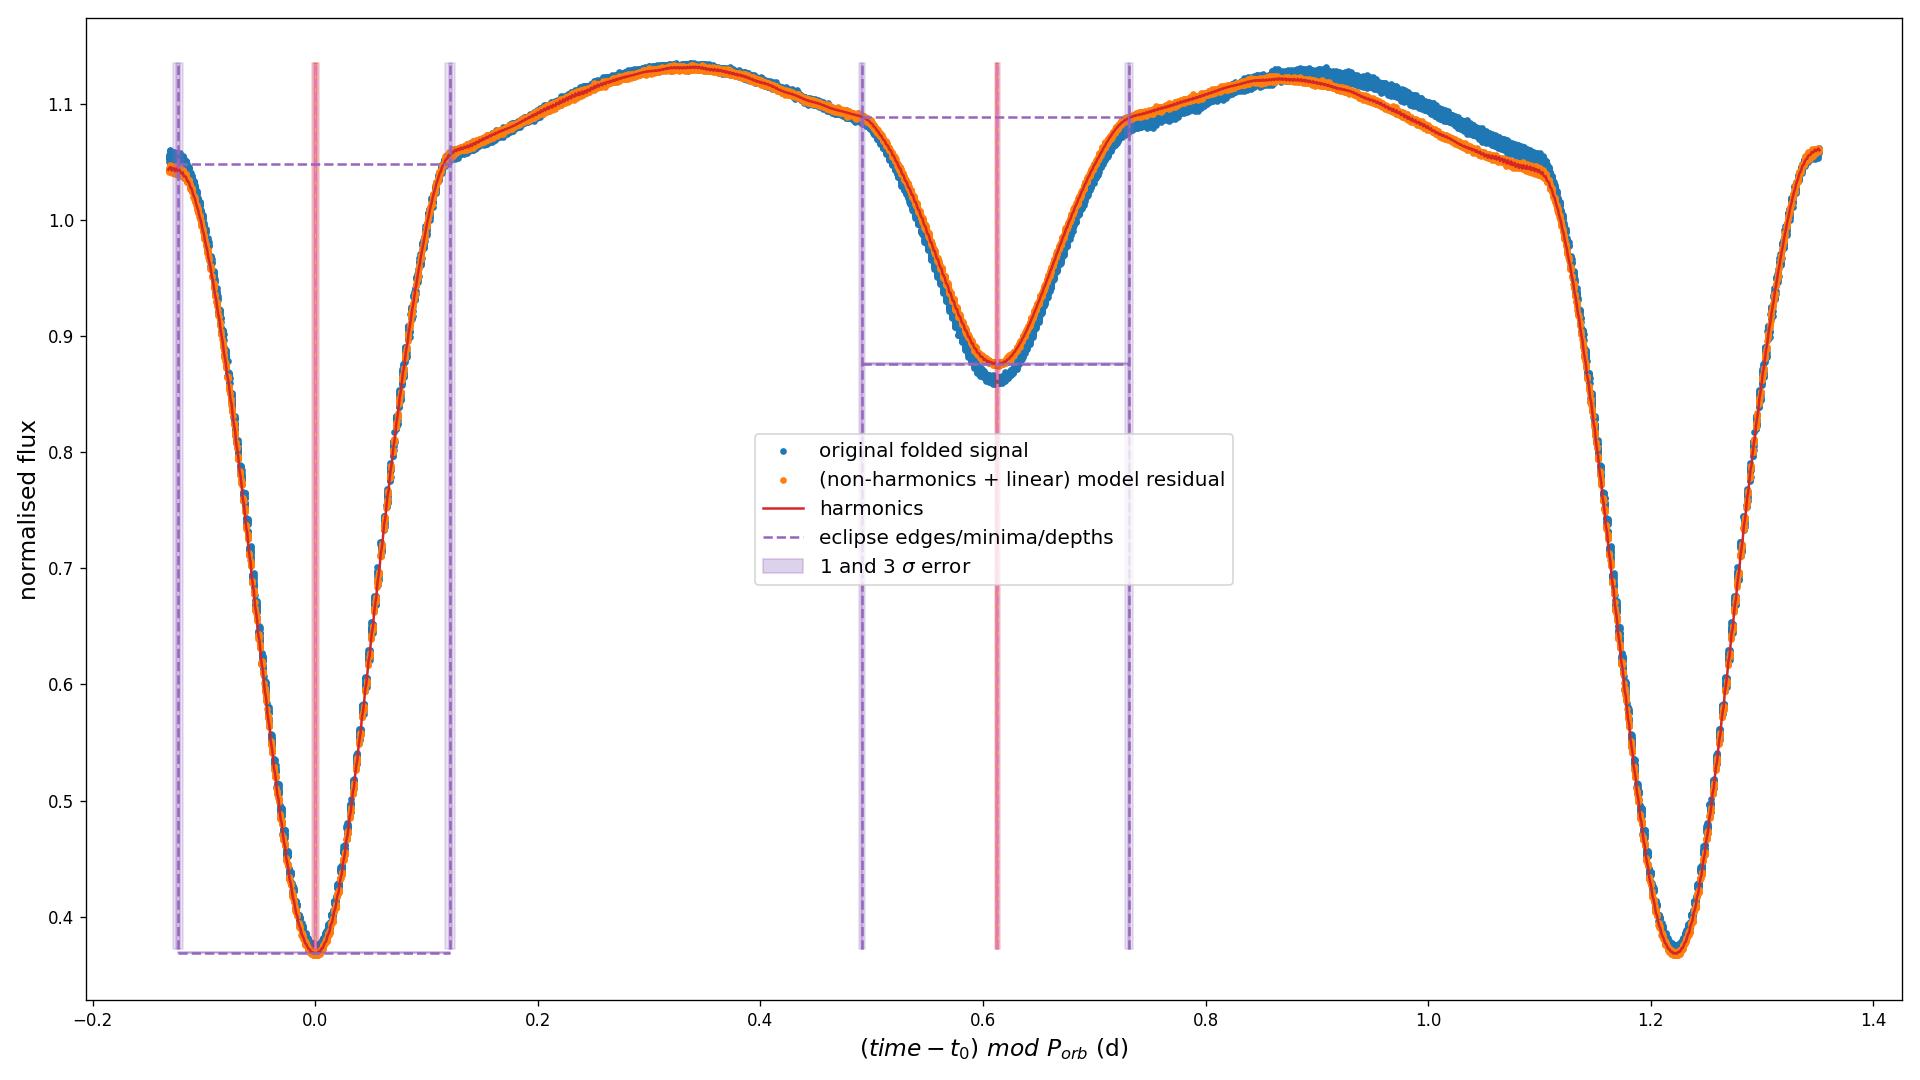 normalised flux
1.1
1.0
0.9
0.8
0.7
0.6
0.5
0.4
original folded signal
(non-harmonics + linear) model residual
harmonics
eclipse edges/minima/depths
1 and 3 σ error
−0.2 0.0 0.2 0.4 0.6 0.8 1.0 1.2 1.4
(time − t₀) mod Pₒᵣb (d)